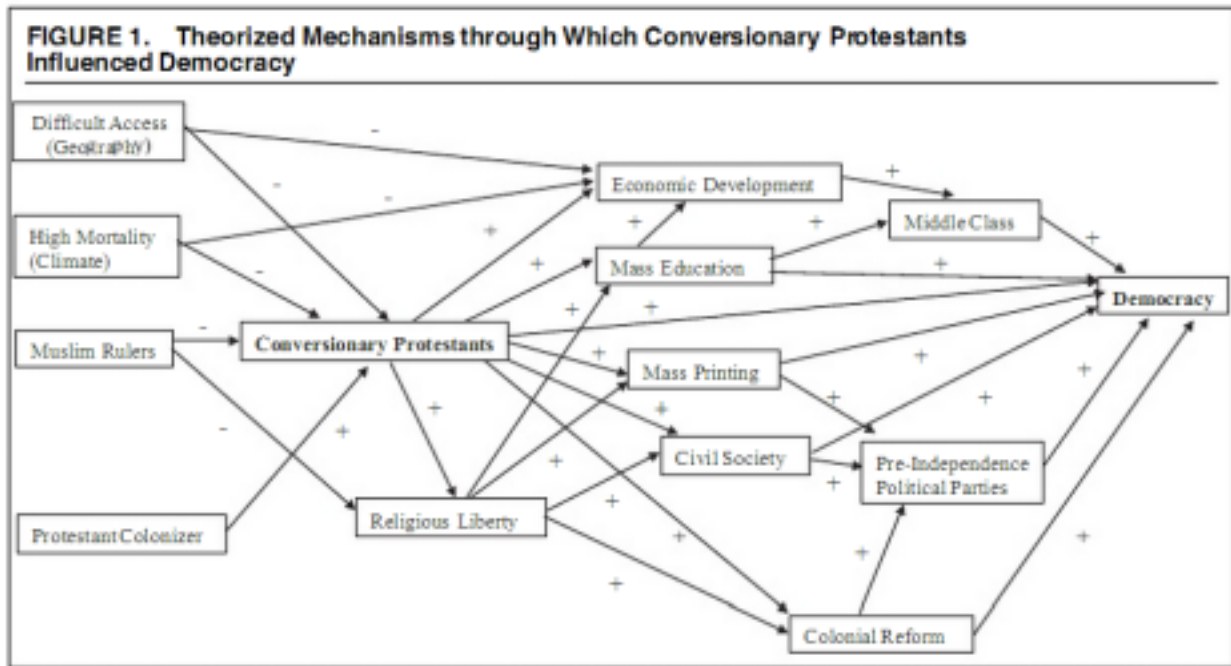 FIGURE 1. Theorized Mechanisms through Which Conversionary Protestants
Influenced Democracy
Difficult Access
(Geography)
-
-
Economic Development
+
Middle Class
High Mortality
(Climate)
-
-
+
+
+
+
Mass Education
+
+
Democracy
Muslim Rulers
-
Conversionary Protestants
+
+
+
Mass Printing
+
+
+
-
+
+
+
Civil Society
+
+
Pre-Independence
Political Parties
Protestant Colonizer
Religious Liberty
+
+
+
+
+
+
+
Colonial Reform